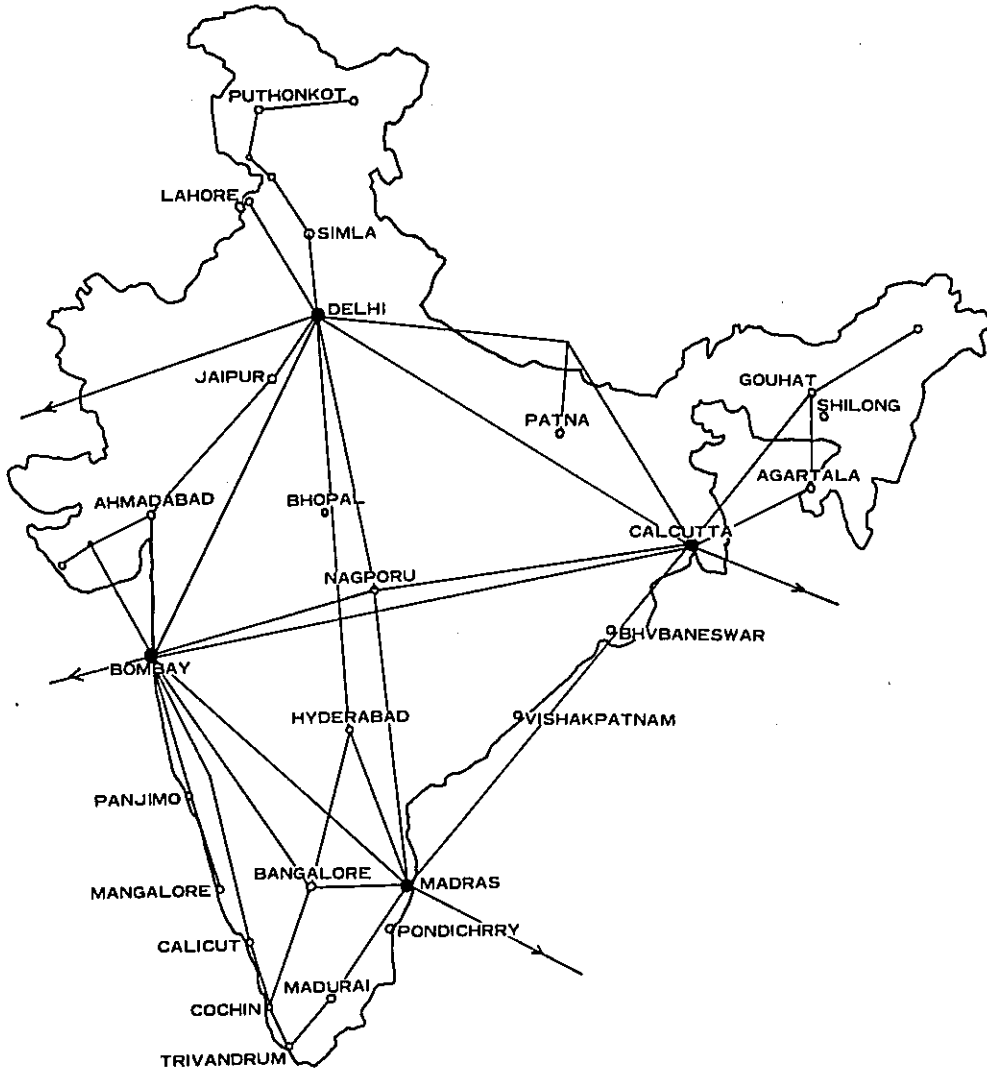 PUTHONKOT
LAHORE
SIMLA
DELHI
JAIPUR
GOUHAT
SHILONG
PATNA
AGARTALA
AHMADABAD
BHOPAL
CALCUTTA
NAGPORU
BHVBANESWAR
BOMBAY
HYDERABAD
VISHAKPATNAM
PANJIMO
BANGALORE
MADRAS
MANGALORE
PONDICHRRY
CALICUT
MADURAI
COCHIN
TRIVANDRUM